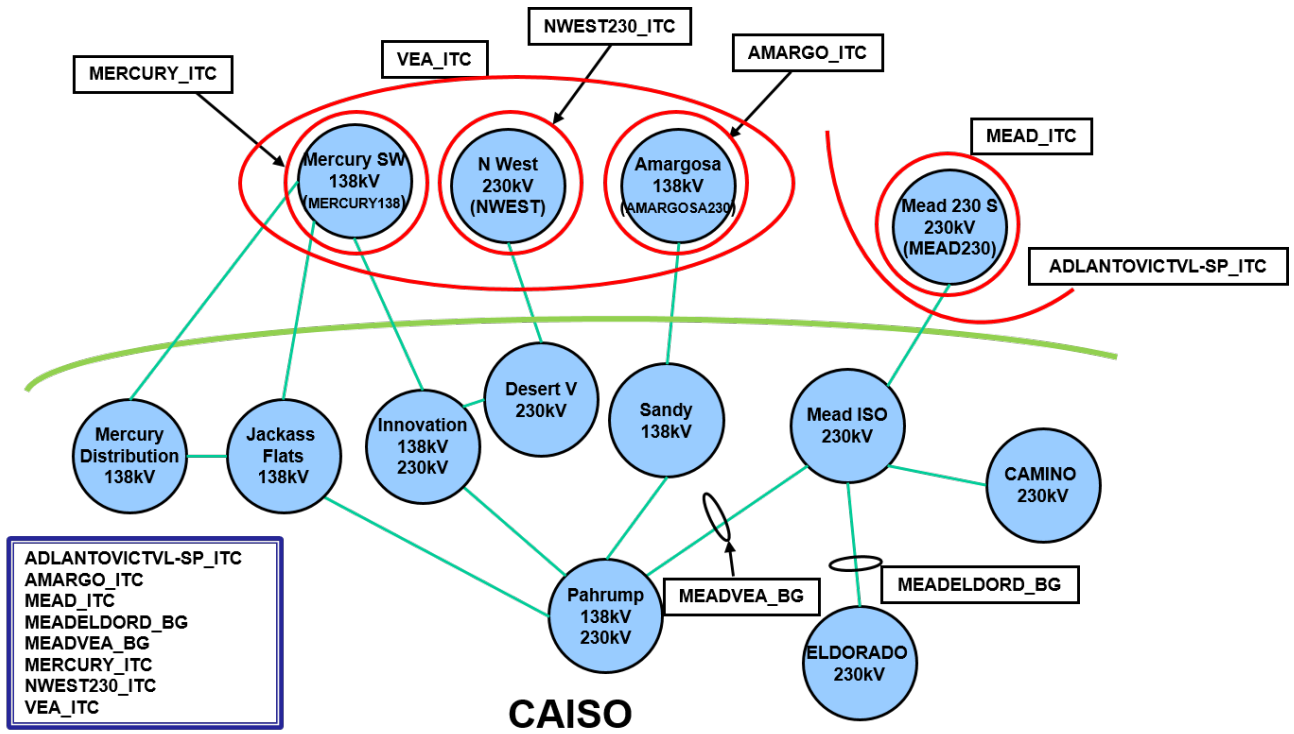 NWEST230_ITC
VEA_ITC
AMARGO_ITC
MERCURY_ITC
MEAD_ITC
Mercury SW
138kV
(MERCURY138)
N West
230kV
(NWEST)
Amargosa
138kV
(AMARGOSA230)
Mead 230 S
230kV
(MEAD230)
ADLANTOVICTVL-SP_ITC
Mercury
Distribution
138kV
Jackass
Flats
138kV
Innovation
138kV
230kV
Desert V
230kV
Sandy
138kV
Mead ISO
230kV
CAMINO
230kV
Pahrump
138kV
230kV
MEADVEA_BG
MEADELDORD_BG
ELDORADO
230kV
ADLANTOVICTVL-SP_ITC
AMARGO_ITC
MEAD_ITC
MEADELDORD_BG
MEADVEA_BG
MERCURY_ITC
NWEST230_ITC
VEA_ITC
CAISO